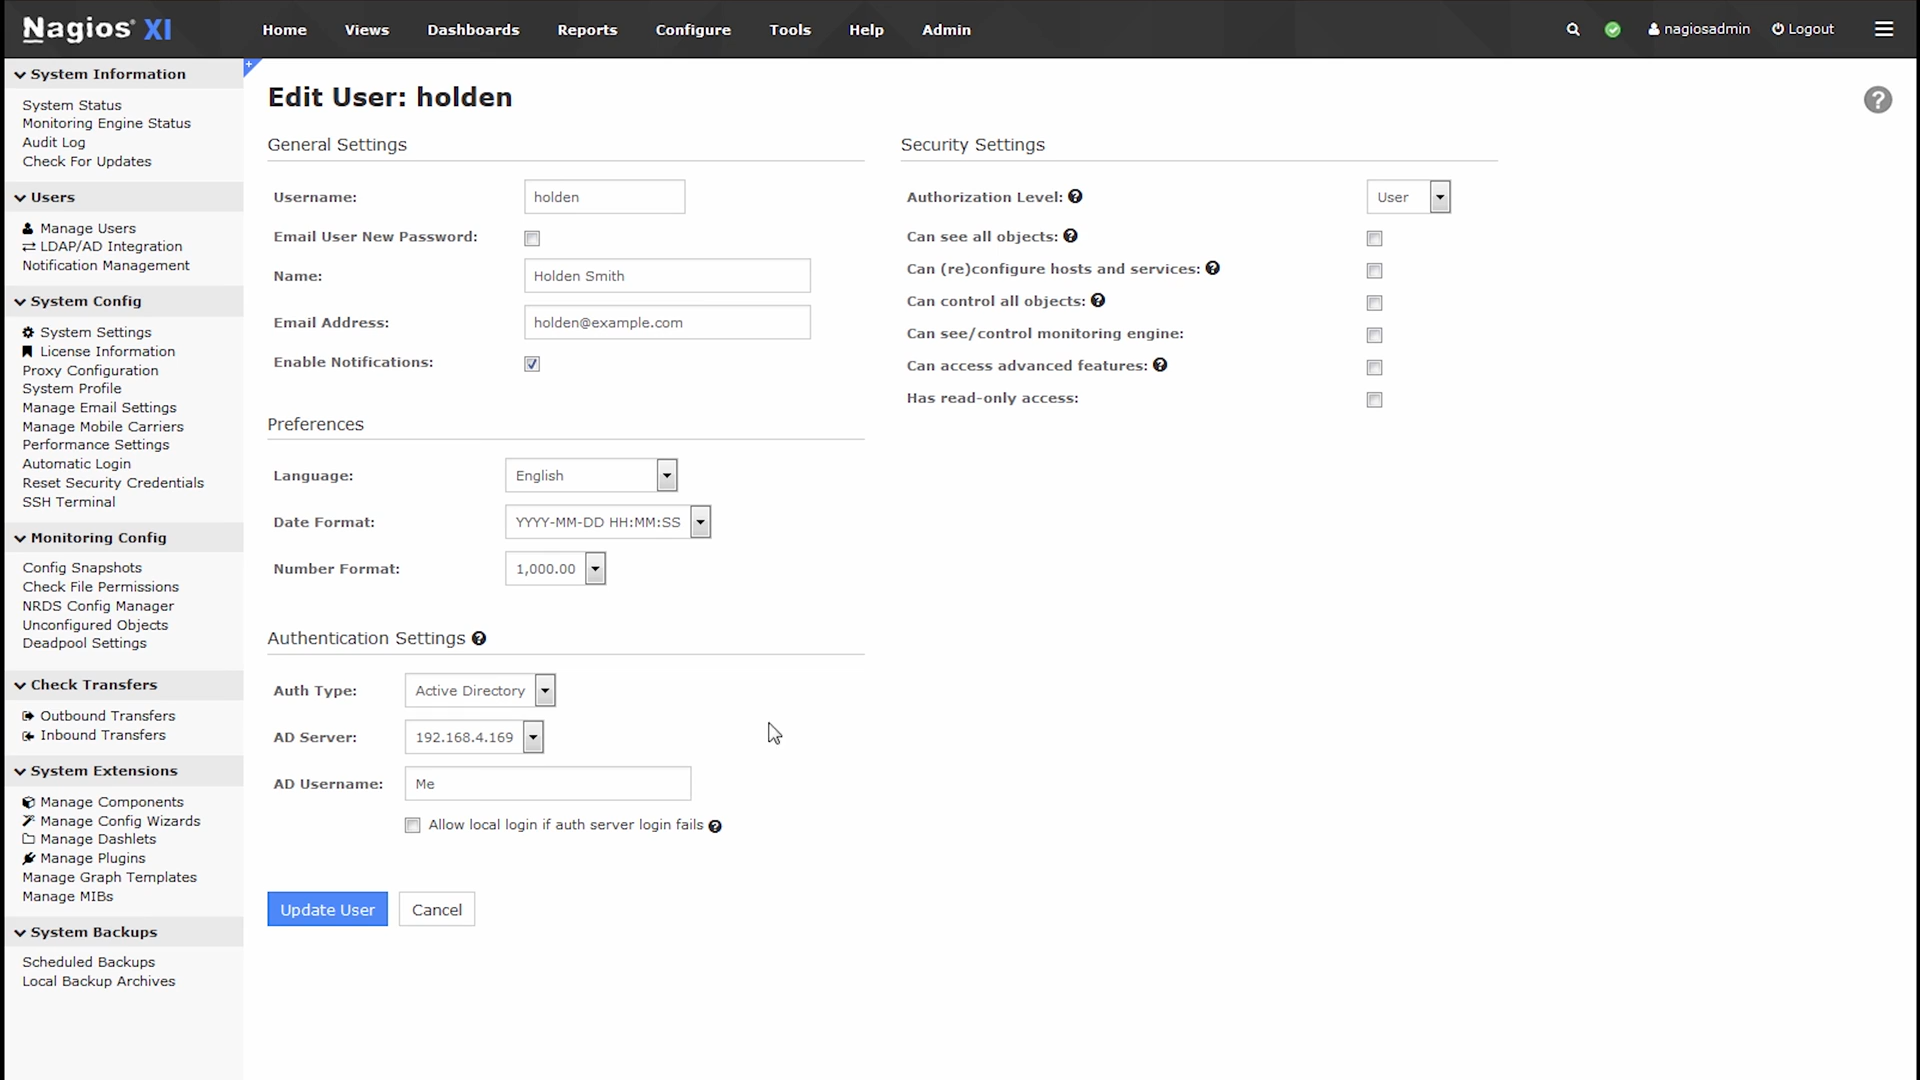 Nagios® XI
Home Views Dashboards Reports Configure Tools Help Admin
nagiosadmin Logout
System Information
System Status
Monitoring Engine Status
Audit Log
Check For Updates
Users
Manage Users
LDAP/AD Integration
Notification Management
System Config
System Settings
License Information
Proxy Configuration
System Profile
Manage Email Settings
Manage Mobile Carriers
Performance Settings
Automatic Login
Reset Security Credentials
SSH Terminal
Monitoring Config
Config Snapshots
Check File Permissions
NRDS Config Manager
Unconfigured Objects
Deadpool Settings
Check Transfers
Outbound Transfers
Inbound Transfers
System Extensions
Manage Components
Manage Config Wizards
Manage Dashlets
Manage Plugins
Manage Graph Templates
Manage MIBs
System Backups
Scheduled Backups
Local Backup Archives
Edit User: holden
General Settings
Username: holden
Email User New Password:
Name: Holden Smith
Email Address: holden@example.com
Enable Notifications:
Preferences
Language: English
Date Format: YYYY-MM-DD HH:MM:SS
Number Format: 1,000.00
Authentication Settings
Auth Type: Active Directory
AD Server: 192.168.4.169
AD Username: Me
Allow local login if auth server login fails
Update User Cancel
Security Settings
Authorization Level: User
Can see all objects:
Can (re)configure hosts and services:
Can control all objects:
Can see/control monitoring engine:
Can access advanced features:
Has read-only access: